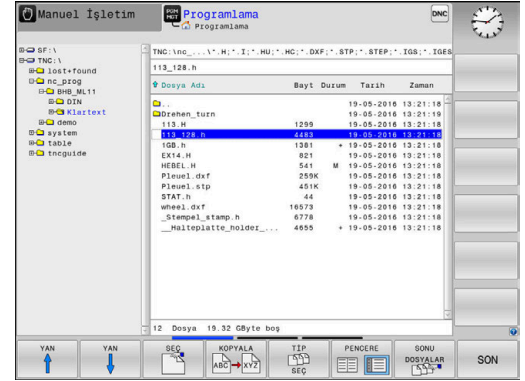 Manuel İşletim
PGM
MGT
Programlama
Programlama
DNC
SF:\
TNC:\
lost+found
nc_prog
BHB_ML11
DIN
Klartext
demo
system
table
tncguide
TNC:\nc_...\*.H;*.I;*.HU;*.HC;*.DXF;*.STP;*.STEP;*.IGS;*.IGES
113_128.h
Dosya Adı Bayt Durum Tarih Zaman
.. 19-05-2016 13:21:18
Drehen_turn 19-05-2016 13:21:19
113.H 1299 19-05-2016 13:21:18
113_128.h 4483 19-05-2016 13:21:18
1GB.h 1381 + 19-05-2016 13:21:18
EX14.H 821 19-05-2016 13:21:18
HEBEL.H 541 M 19-05-2016 13:21:18
Pleuel.dxf 259K 19-05-2016 13:21:18
Pleuel.stp 451K 19-05-2016 13:21:18
STAT.h 44 19-05-2016 13:21:18
wheel.dxf 16573 19-05-2016 13:21:18
_Stempel_stamp.h 6778 19-05-2016 13:21:18
__Halteplatte_holder_... 4655 + 19-05-2016 13:21:18
12 Dosya 19.32 GByte boş
YAN
YAN
SEÇ
KOPYALA
ABC XYZ
TİP
SEÇ
PENCERE
SONU
DOSYALAR
SON